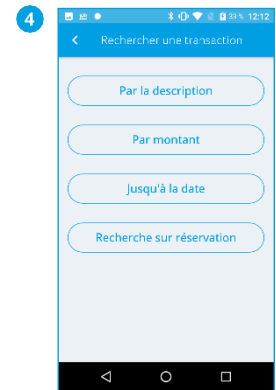 4
33 % 12:12
Rechercher une transaction
Par la description
Par montant
Jusqu'à la date
Recherche sur réservation